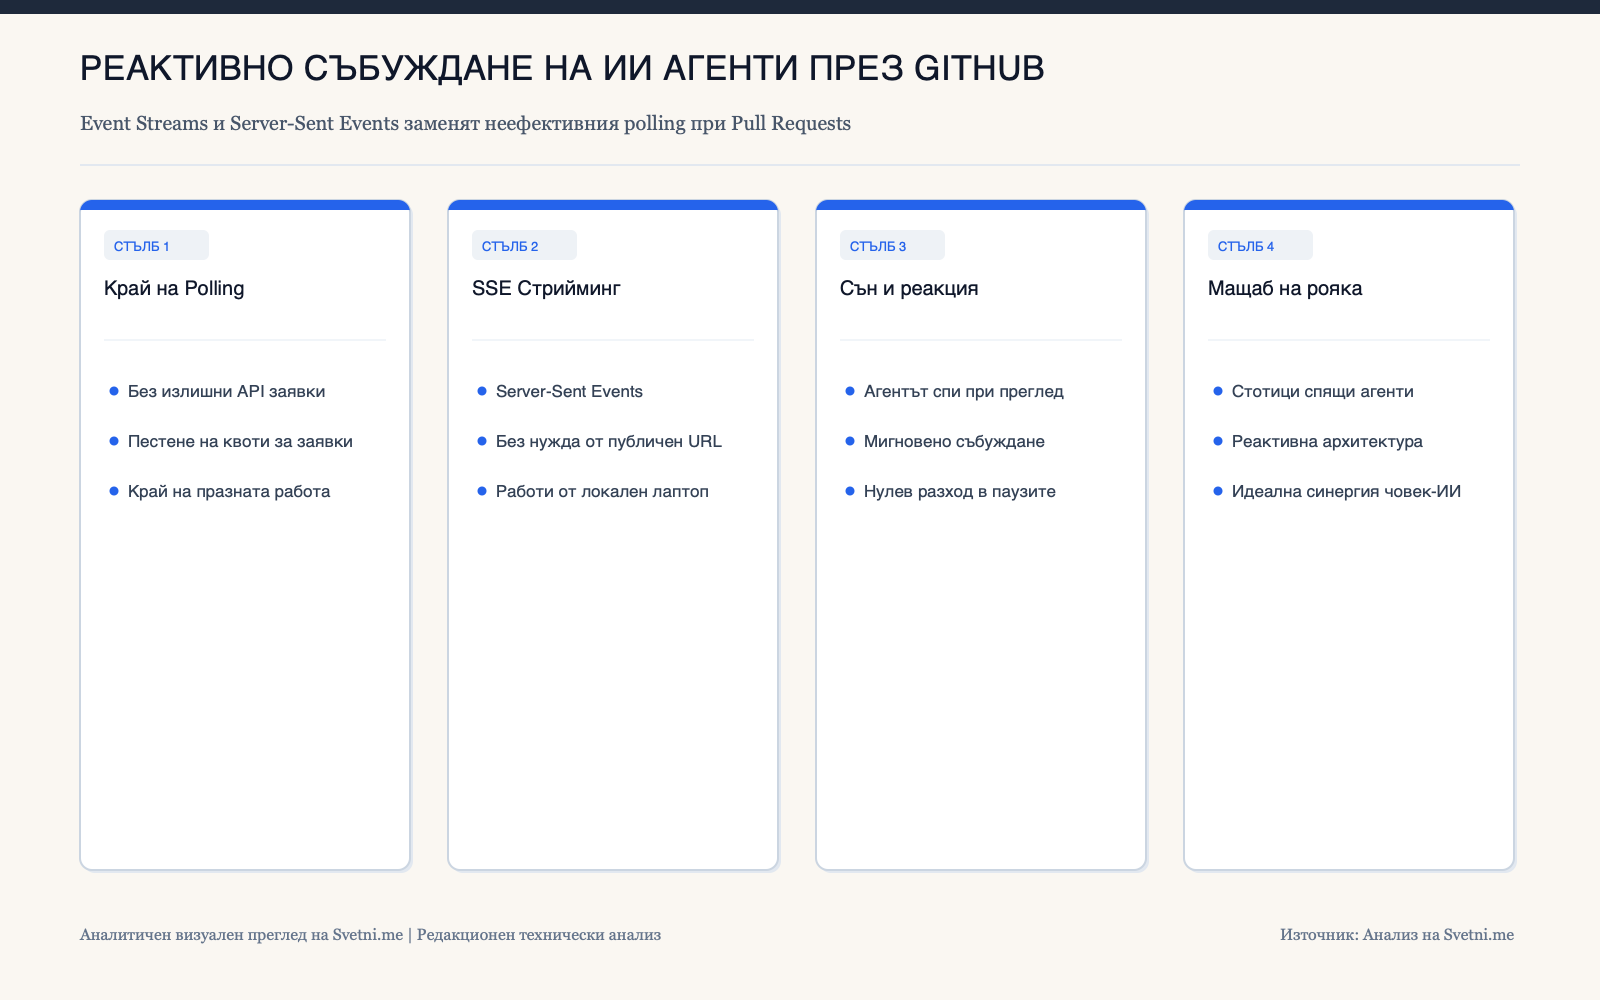 РЕАКТИВНО СЪБУЖДАНЕ НА ИИ АГЕНТИ ПРЕЗ GITHUB
Event Streams и Server-Sent Events заменят неефективния polling при Pull Requests
СТЪЛБ 1
Край на Polling
Без излишни API заявки
Пестене на квоти за заявки
Край на празната работа
СТЪЛБ 2
SSE Стрийминг
Server-Sent Events
Без нужда от публичен URL
Работи от локален лаптоп
СТЪЛБ 3
Сън и реакция
Агентът спи при преглед
Мигновено събуждане
Нулев разход в паузите
СТЪЛБ 4
Мащаб на рояка
Стотици спящи агенти
Реактивна архитектура
Идеална синергия човек-ИИ
Аналитичен визуален преглед на Svetni.me | Редакционен технически анализ
Източник: Анализ на Svetni.me